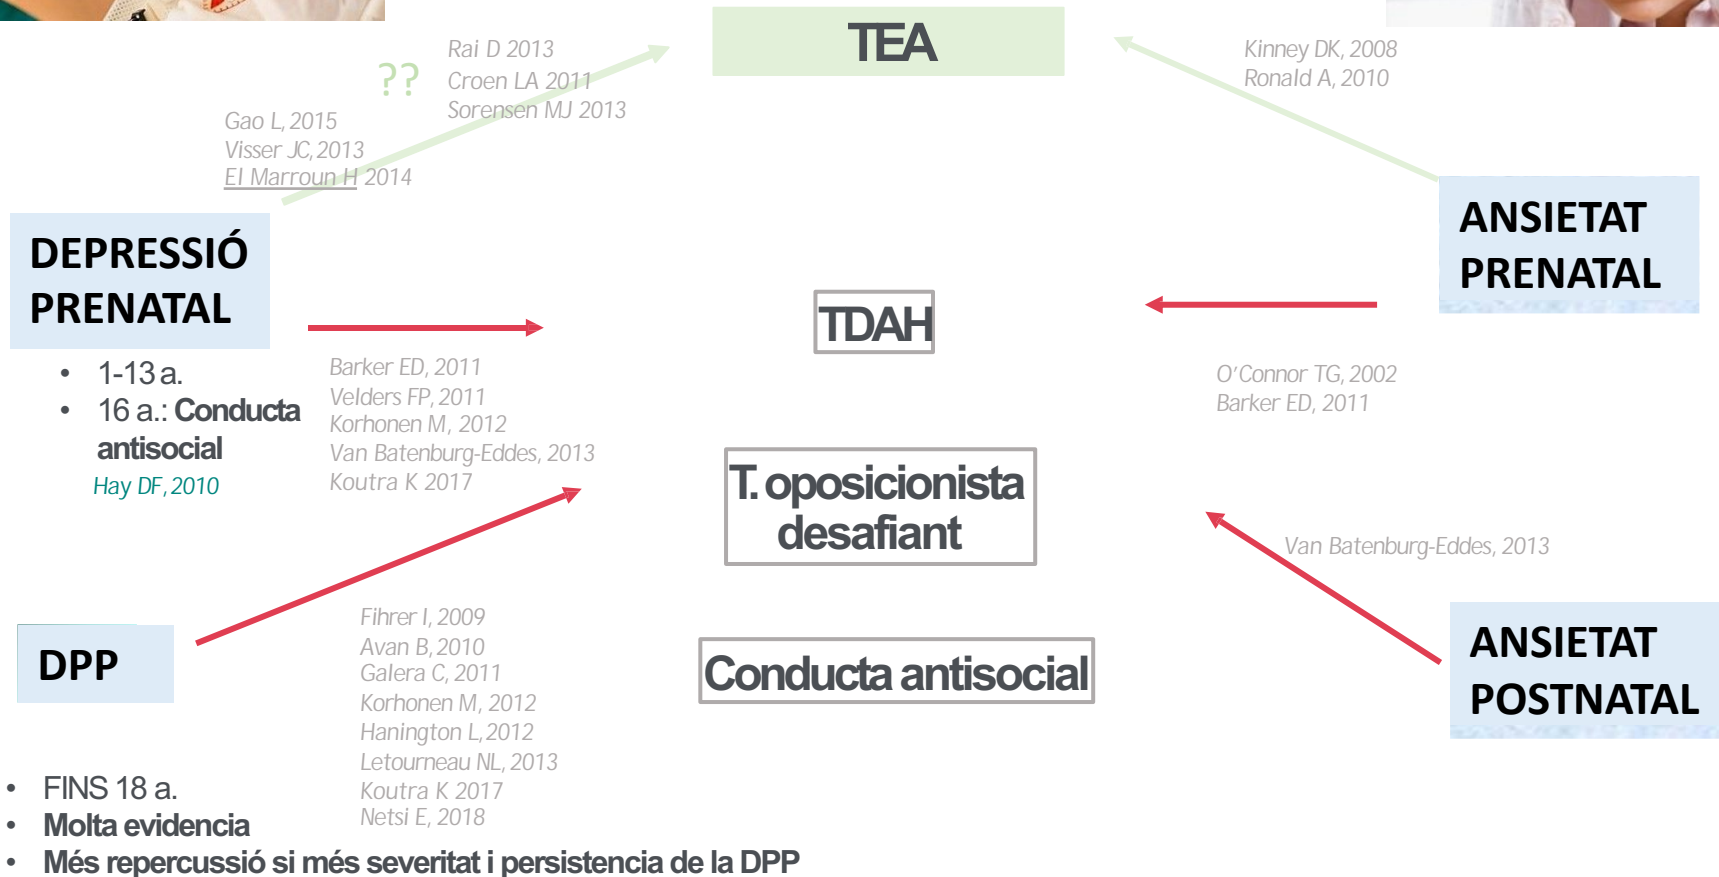 TEA
Rai D 2013
Croen LA 2011
Sorensen MJ 2013
??
Gao L, 2015
Visser JC, 2013
El Marroun H 2014
Kinney DK, 2008
Ronald A, 2010
DEPRESSIÓ
PRENATAL
ANSIETAT
PRENATAL
TDAH
• 1-13 a.
• 16 a.: Conducta
antisocial
Hay DF, 2010
Barker ED, 2011
Velders FP, 2011
Korhonen M, 2012
Van Batenburg-Eddes, 2013
Koutra K 2017
O'Connor TG, 2002
Barker ED, 2011
T. oposicionista
desafiant
Van Batenburg-Eddes, 2013
DPP
Fihrer I, 2009
Avan B, 2010
Galera C, 2011
Korhonen M, 2012
Hanington L, 2012
Letourneau NL, 2013
Koutra K 2017
Netsi E, 2018
Conducta antisocial
ANSIETAT
POSTNATAL
• FINS 18 a.
• Molta evidencia
• Més repercussió si més severitat i persistencia de la DPP